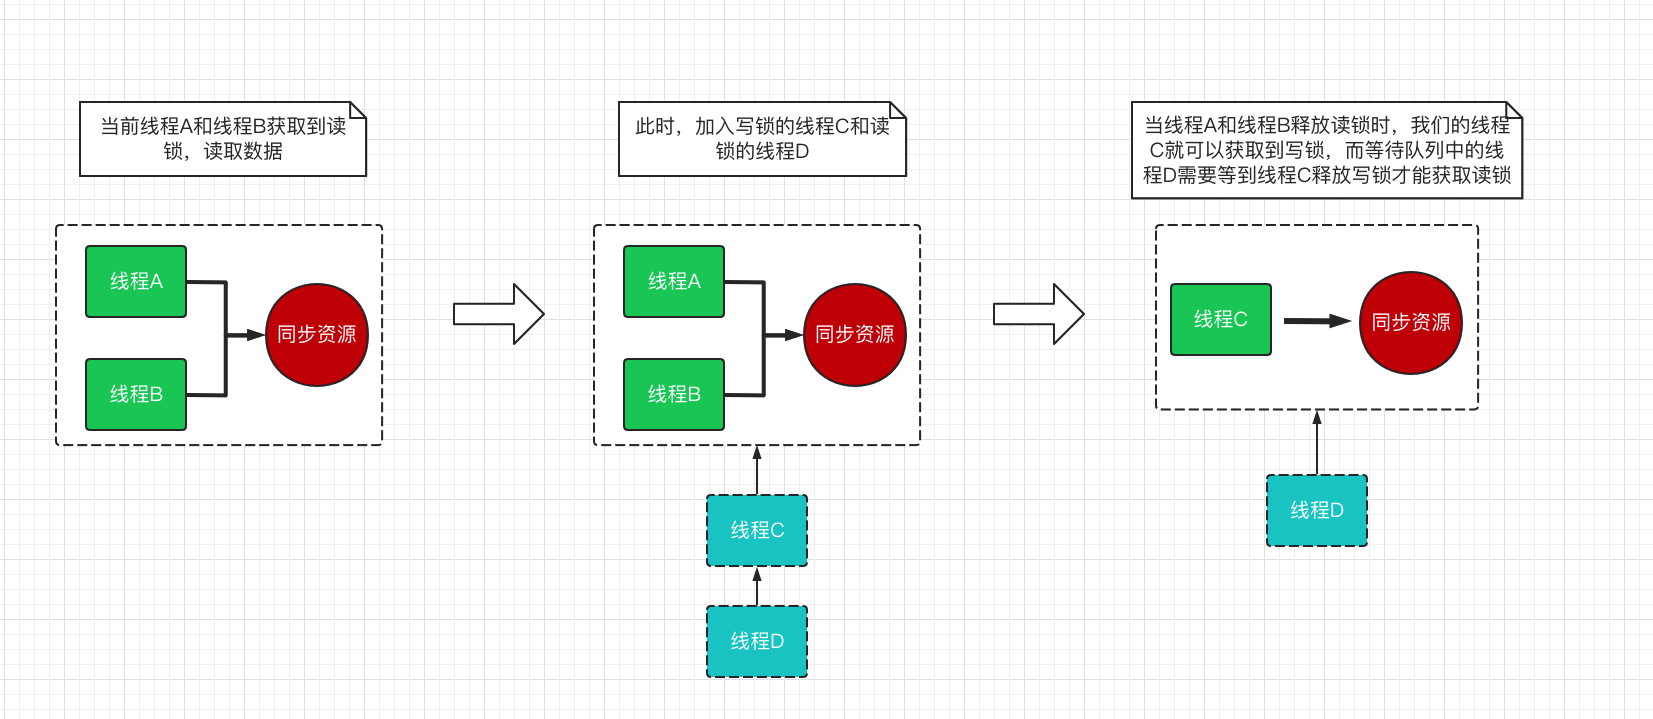 当前线程A和线程B获取到读
锁，读取数据
线程A
线程B
同步资源
此时，加入写锁的线程C和读
锁的线程D
线程A
线程B
同步资源
线程C
线程D
当线程A和线程B释放读锁时，我们的线程
C就可以获取到写锁，而等待队列中的线
程D需要等到线程C释放写锁才能获取读锁
线程C
同步资源
线程D